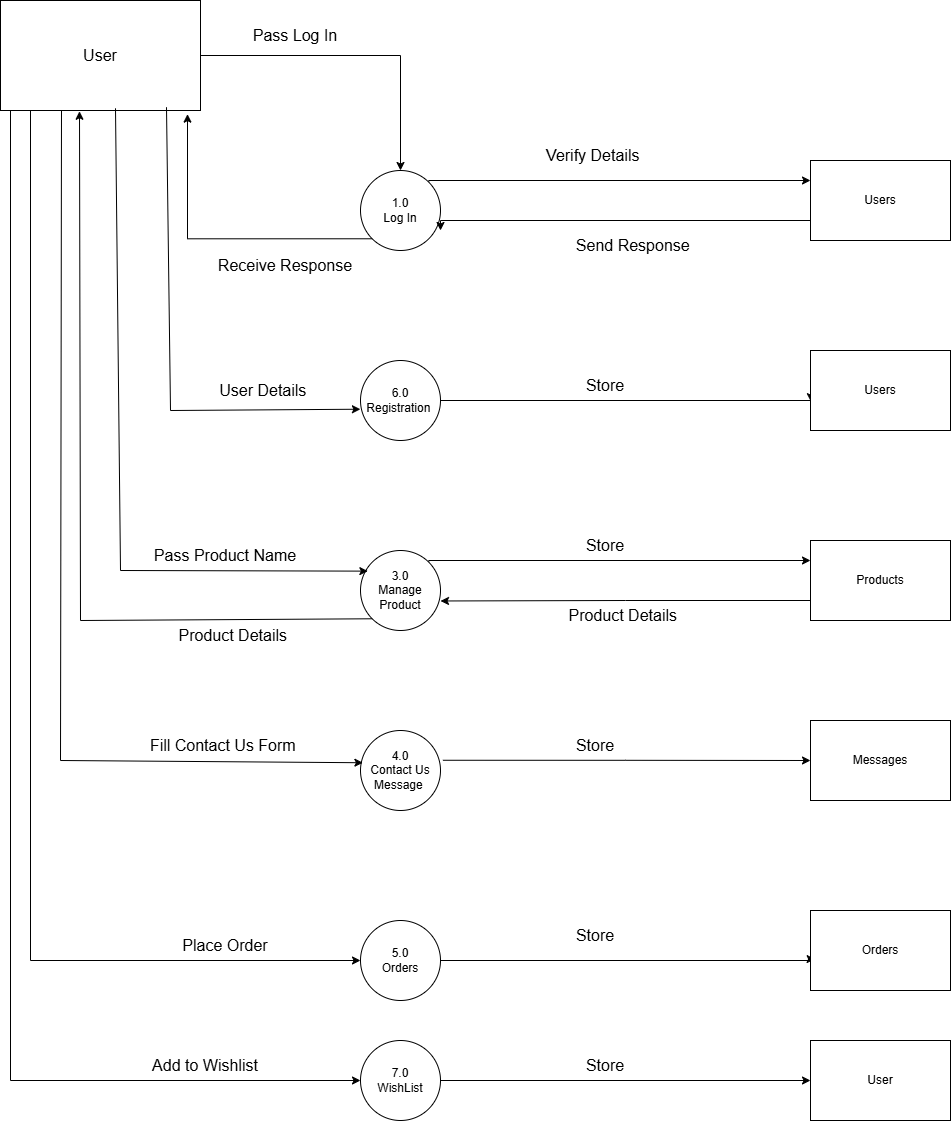 User
Pass Log In
1.0
Log In
Verify Details
Users
Send Response
Receive Response
User Details
6.0
Registration
Store
Users
Pass Product Name
3.0
Manage
Product
Store
Products
Product Details
Product Details
Fill Contact Us Form
4.0
Contact Us
Message
Store
Messages
Place Order
5.0
Orders
Store
Orders
Add to Wishlist
7.0
WishList
Store
User